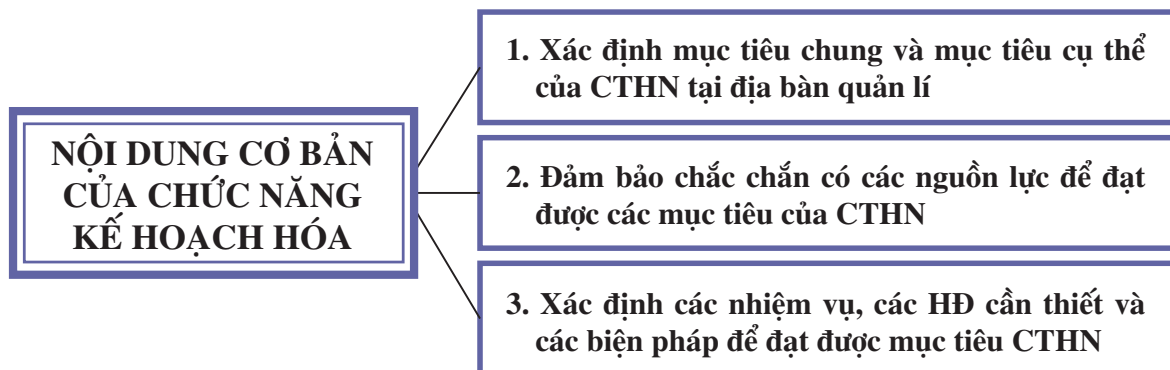 NỘI DUNG CƠ BẢN
CỦA CHỨC NĂNG
KẾ HOẠCH HÓA
1. Xác định mục tiêu chung và mục tiêu cụ thể
của CTHN tại địa bàn quản lí
2. Đảm bảo chắc chắn có các nguồn lực để đạt
được các mục tiêu của CTHN
3. Xác định các nhiệm vụ, các HĐ cần thiết và
các biện pháp để đạt được mục tiêu CTHN